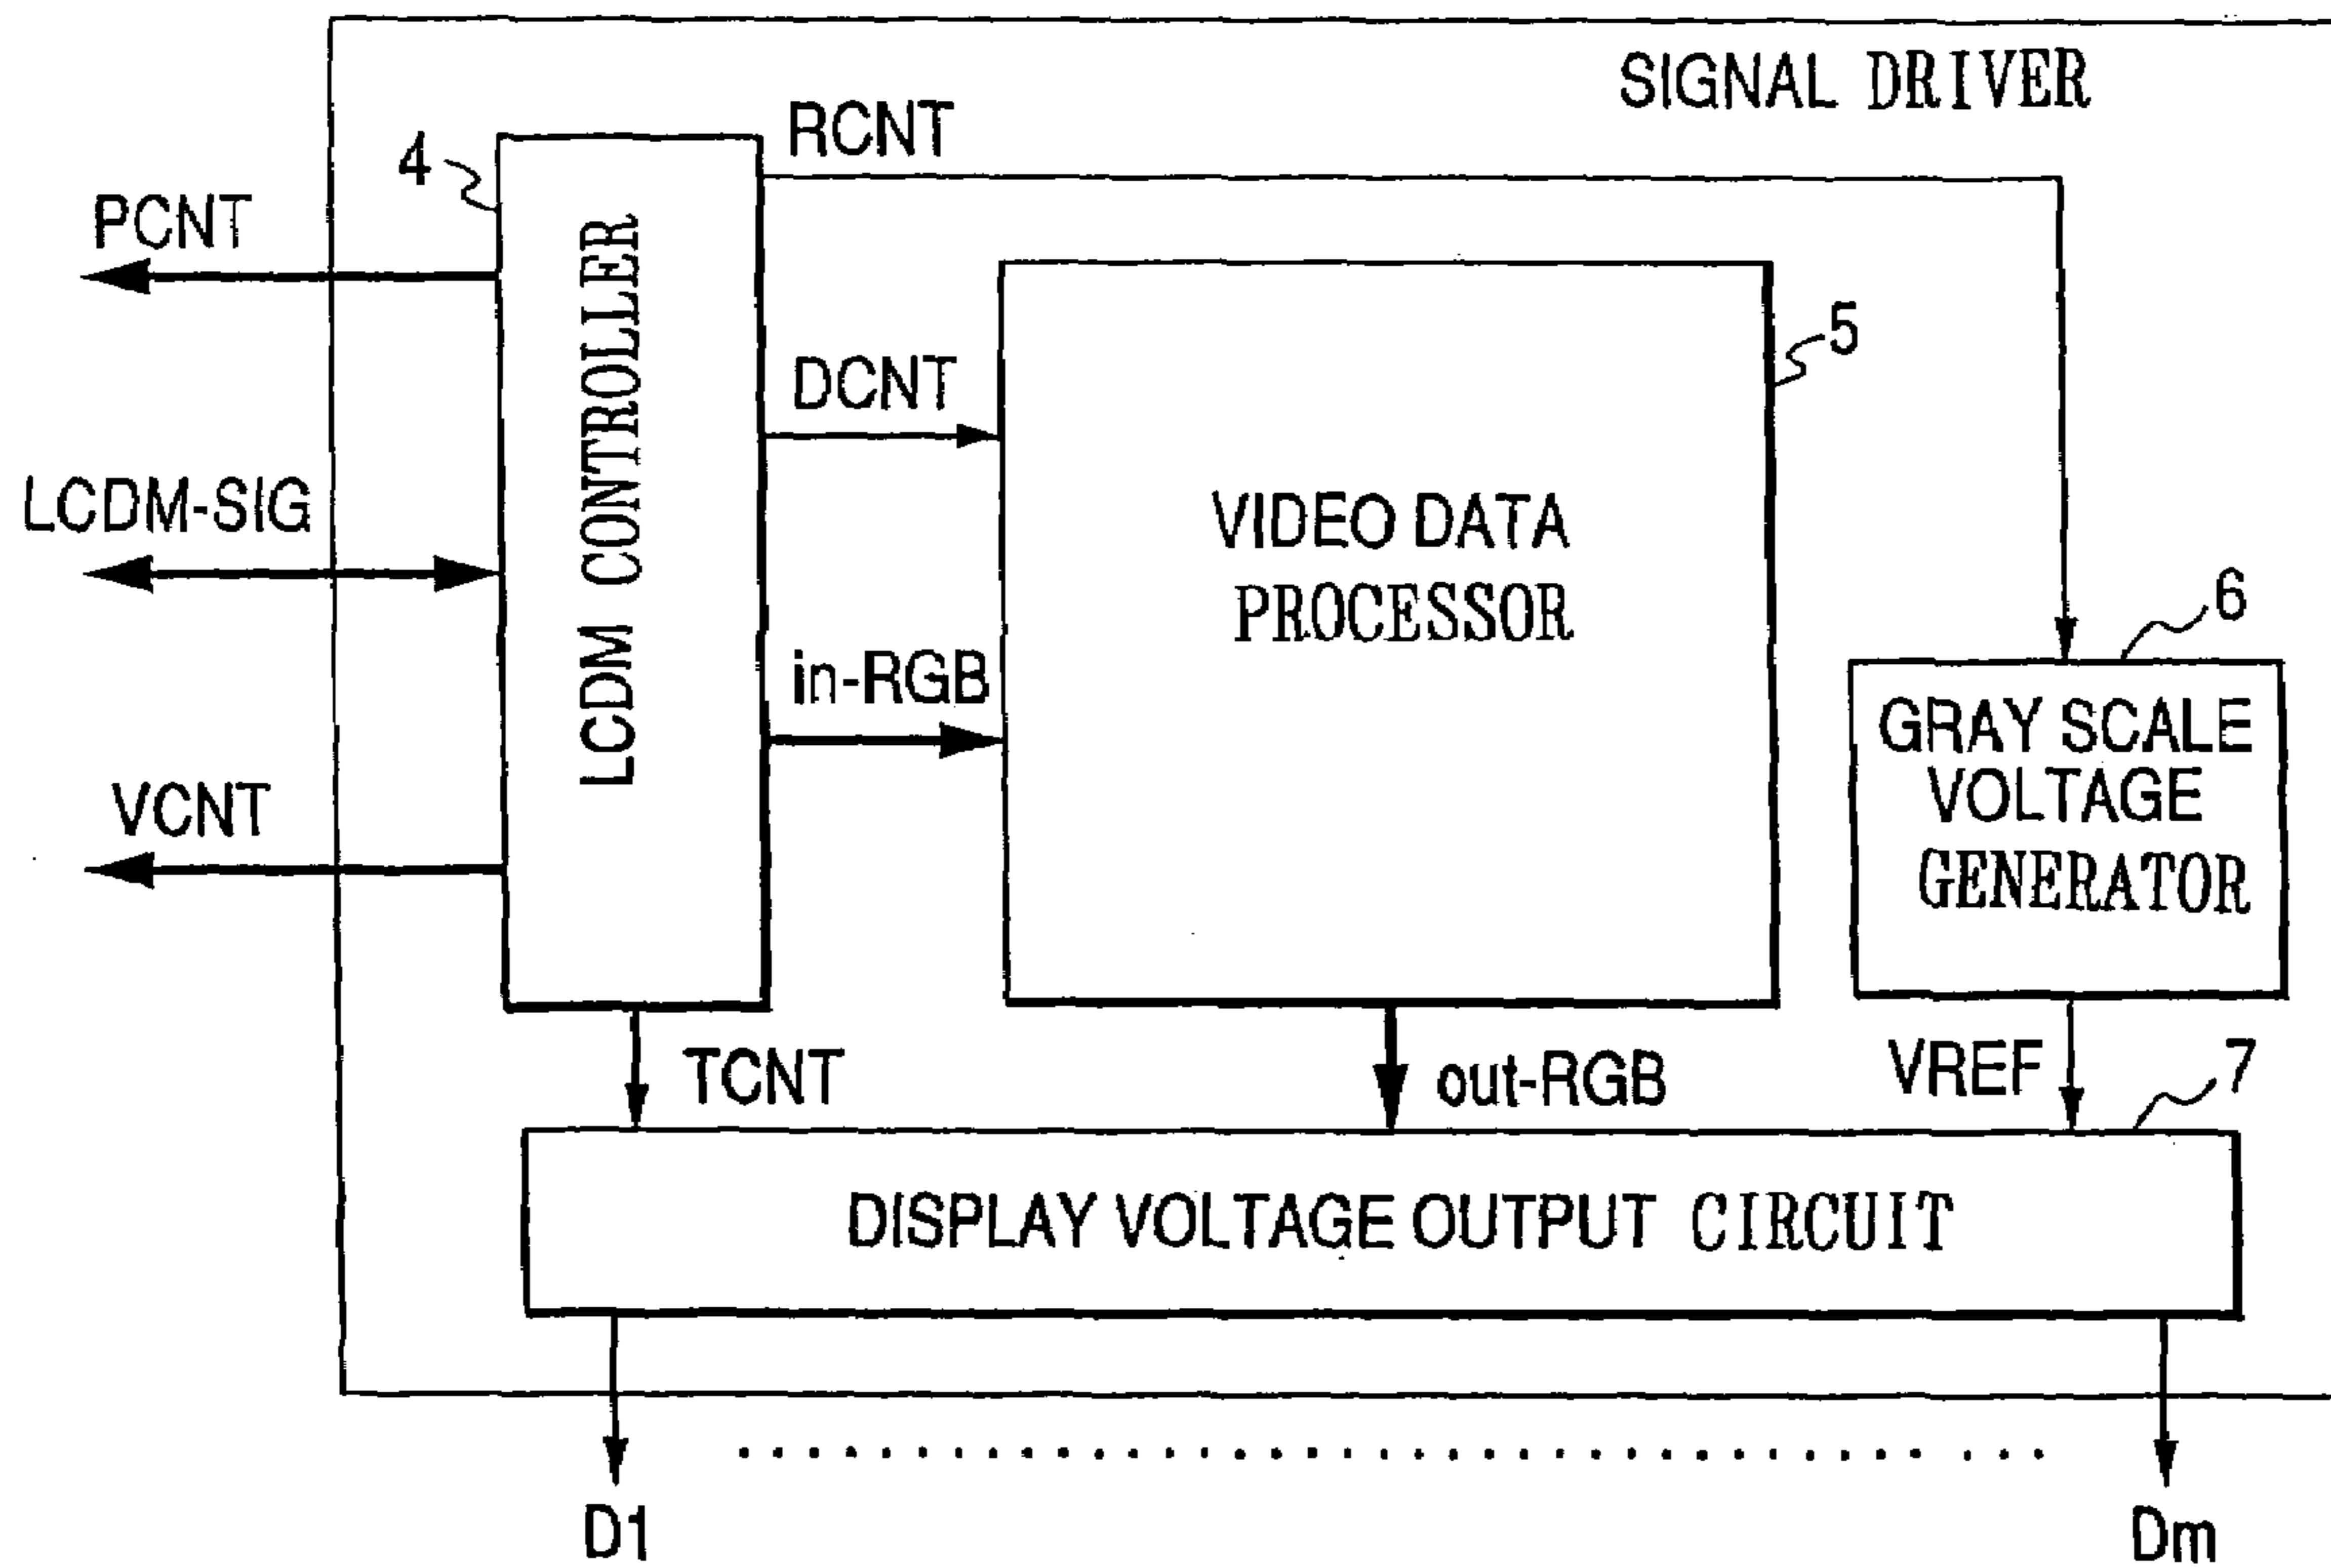 SIGNAL DRIVER
RCNT
4
PCNT
LCDM CONTROLLER
5
DCNT
LCDM-SIG
VIDEO DATA
PROCESSOR
6
in-RGB
GRAY SCALE
VOLTAGE
GENERATOR
VCNT
TCNT
out-RGB
VREF
7
DISPLAY VOLTAGE OUTPUT CIRCUIT
D1
Dm